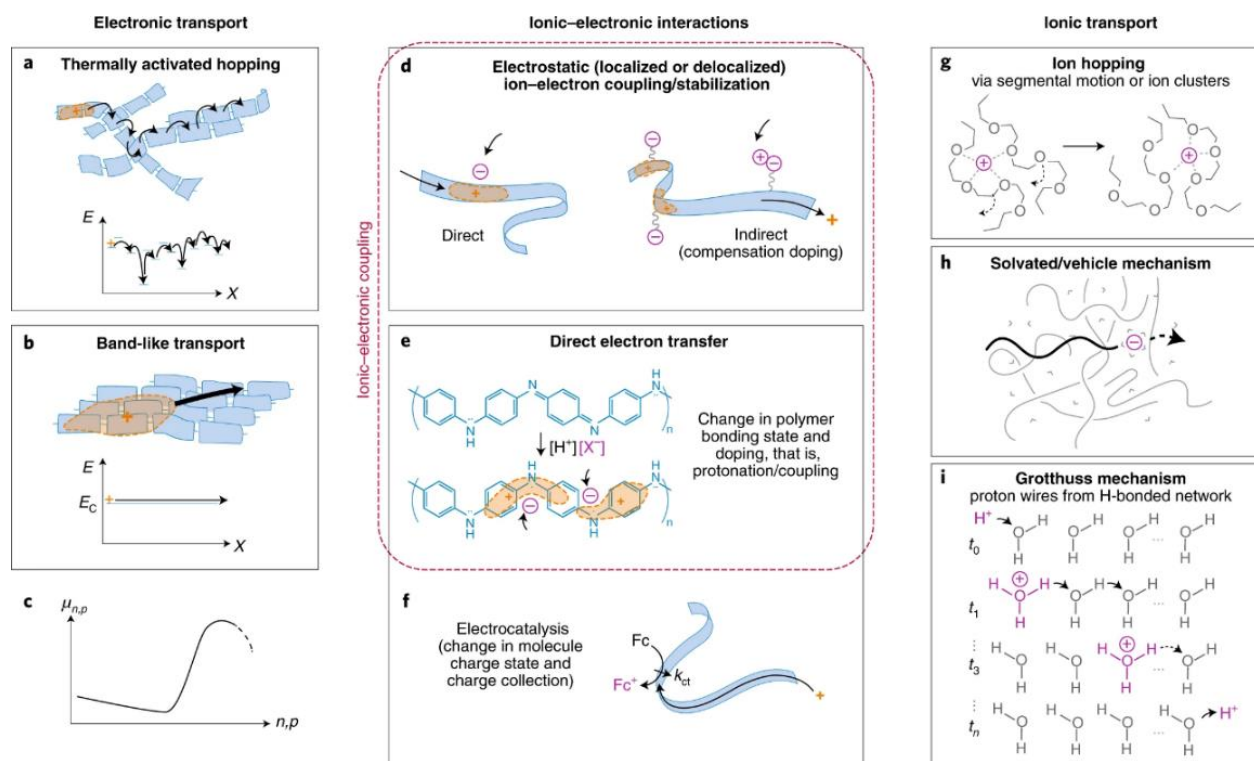 Electronic transport
Ionic–electronic interactions
Ionic transport
a
Thermally activated hopping
+
E
+
X
b
Band-like transport
+
E
E_C
+
X
c
μ_n,p
n,p
Ionic–electronic coupling
d
Electrostatic (localized or delocalized)
ion–electron coupling/stabilization
−
+
Direct
−
+ −
+
+
−
+
Indirect
(compensation doping)
e
Direct electron transfer
N
N
H
N
N
H
n
[H⁺][X⁻]
Change in polymer
bonding state and
doping, that is,
protonation/coupling
H
N
H
N
+
−
−
+
N
H
N
H
n
f
Electrocatalysis
(change in molecule
charge state and
charge collection)
Fc
Fc⁺
k_ct
+
g
Ion hopping
via segmental motion or ion clusters
O O O O O O O O
+
O O O O O O O
+
h
Solvated/vehicle mechanism
−
i
Grotthuss mechanism
proton wires from H-bonded network
H⁺ H H H H
t_0 O O O ... O
H H H H
+
t_1 H O H O H O H ... O H
H H H H
⋮ +
t_3 O H O H H O H ... O H
H H H H
⋮
t_n O H O H O H ... O H H⁺
H H H H